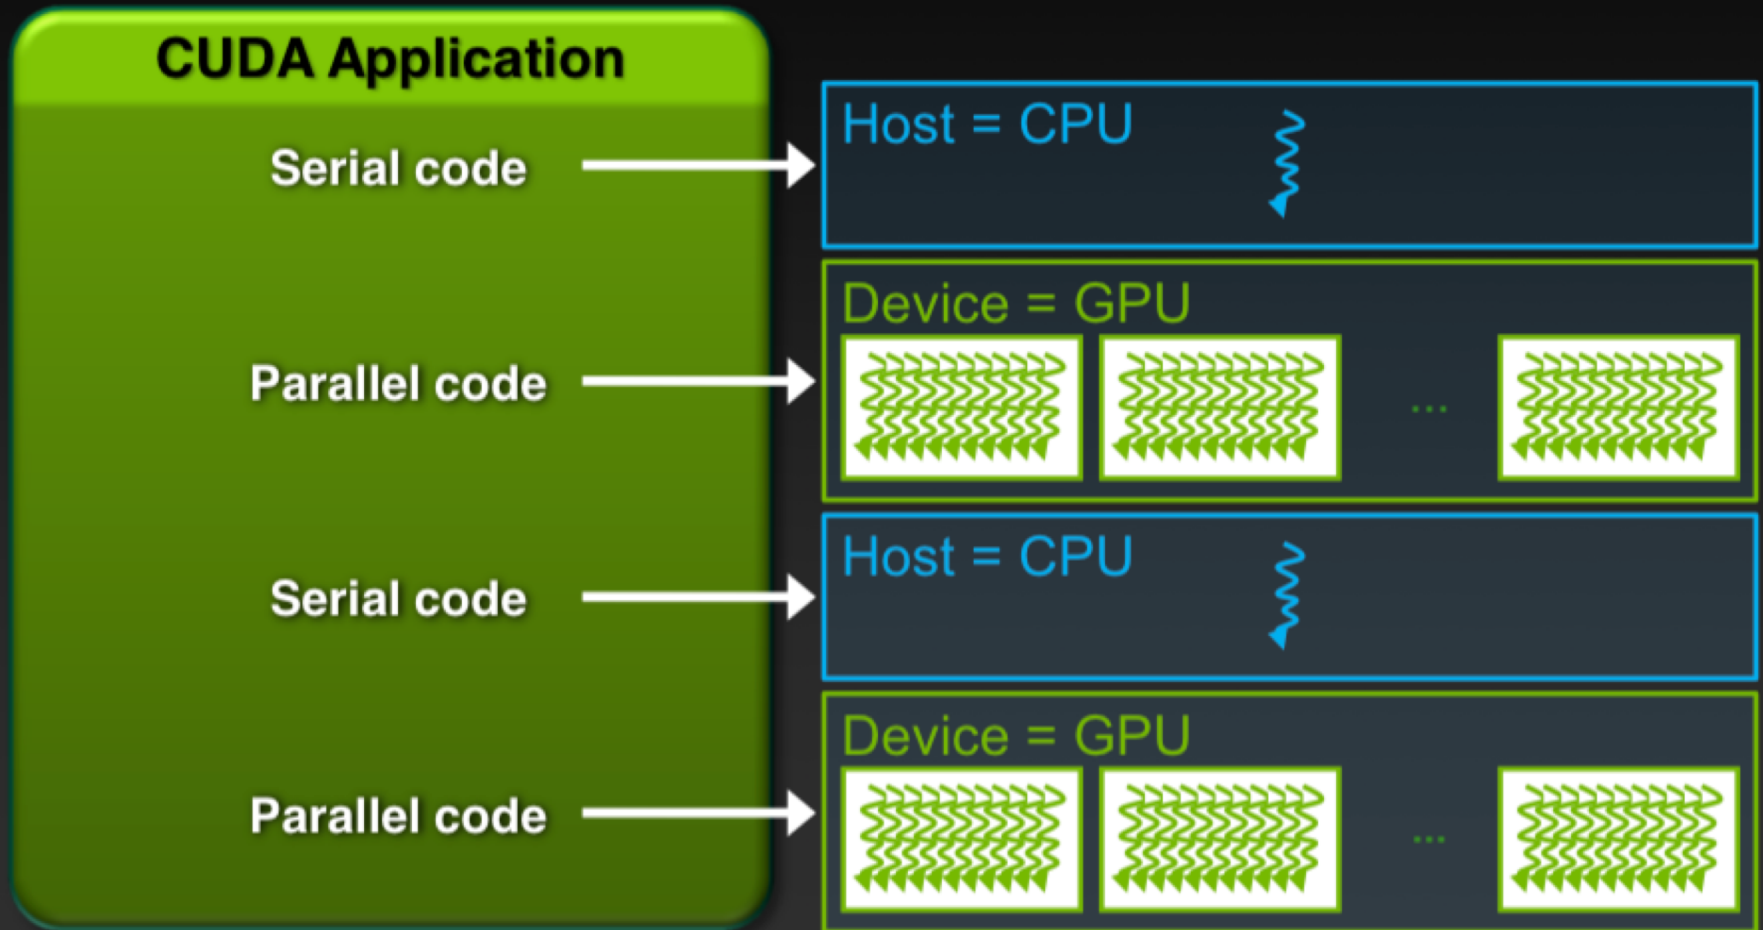 CUDA Application
Serial code
Host = CPU
Parallel code
Device = GPU
...
Serial code
Host = CPU
Parallel code
Device = GPU
...